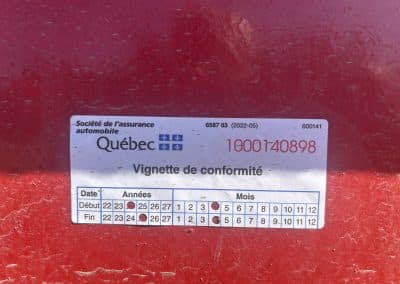 Société de l'assurance 6587 03 (2022-05) 600141
automobile
Québec 1000140898
Vignette de conformité
Date Années Mois
Début 22 23 25 26 27 1 2 3 5 6 7 8 9 10 11 12
Fin 22 23 24 26 27 1 2 3 5 6 7 8 9 10 11 12